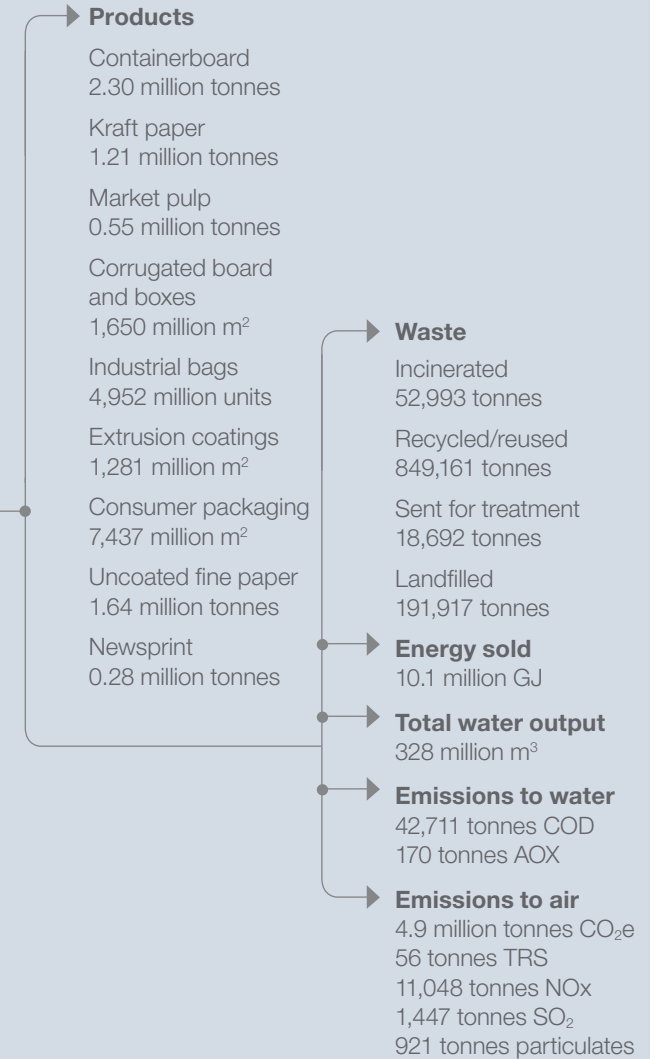 Products
Containerboard
2.30 million tonnes
Kraft paper
1.21 million tonnes
Market pulp
0.55 million tonnes
Corrugated board
and boxes
1,650 million m²
Industrial bags
4,952 million units
Extrusion coatings
1,281 million m²
Consumer packaging
7,437 million m²
Uncoated fine paper
1.64 million tonnes
Newsprint
0.28 million tonnes
Waste
Incinerated
52,993 tonnes
Recycled/reused
849,161 tonnes
Sent for treatment
18,692 tonnes
Landfilled
191,917 tonnes
Energy sold
10.1 million GJ
Total water output
328 million m³
Emissions to water
42,711 tonnes COD
170 tonnes AOX
Emissions to air
4.9 million tonnes CO₂e
56 tonnes TRS
11,048 tonnes NOx
1,447 tonnes SO₂
921 tonnes particulates